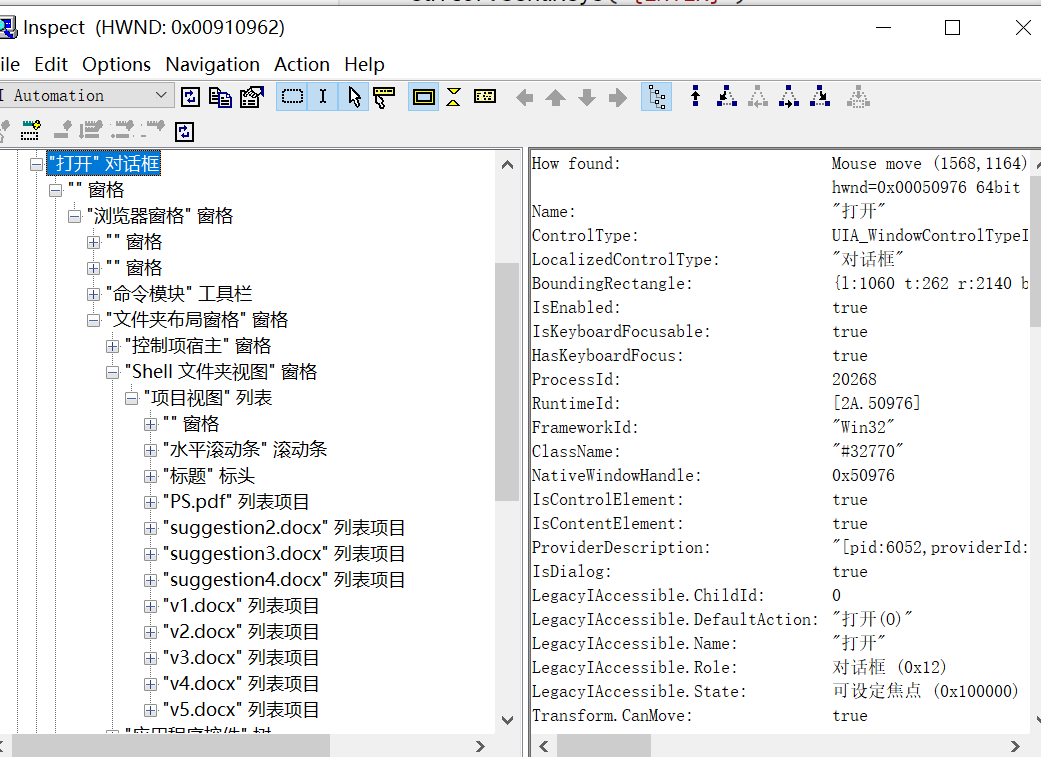 Inspect (HWND: 0x00910962)
ile Edit Options Navigation Action Help
I Automation
"打开" 对话框
"" 窗格
"浏览器窗格" 窗格
"" 窗格
"" 窗格
"命令模块" 工具栏
"文件夹布局窗格" 窗格
"控制项宿主" 窗格
"Shell 文件夹视图" 窗格
"项目视图" 列表
"" 窗格
"水平滚动条" 滚动条
"标题" 标头
"PS.pdf" 列表项目
"suggestion2.docx" 列表项目
"suggestion3.docx" 列表项目
"suggestion4.docx" 列表项目
"v1.docx" 列表项目
"v2.docx" 列表项目
"v3.docx" 列表项目
"v4.docx" 列表项目
"v5.docx" 列表项目
How found: Mouse move (1568,1164)
hwnd=0x00050976 64bit
Name: "打开"
ControlType: UIA_WindowControlTypeI
LocalizedControlType: "对话框"
BoundingRectangle: {l:1060 t:262 r:2140 b
IsEnabled: true
IsKeyboardFocusable: true
HasKeyboardFocus: true
ProcessId: 20268
RuntimeId: [2A.50976]
FrameworkId: "Win32"
ClassName: "#32770"
NativeWindowHandle: 0x50976
IsControlElement: true
IsContentElement: true
ProviderDescription: "[pid:6052,providerId:
IsDialog: true
LegacyIAccessible.ChildId: 0
LegacyIAccessible.DefaultAction: "打开(O)"
LegacyIAccessible.Name: "打开"
LegacyIAccessible.Role: 对话框 (0x12)
LegacyIAccessible.State: 可设定焦点 (0x100000)
Transform.CanMove: true